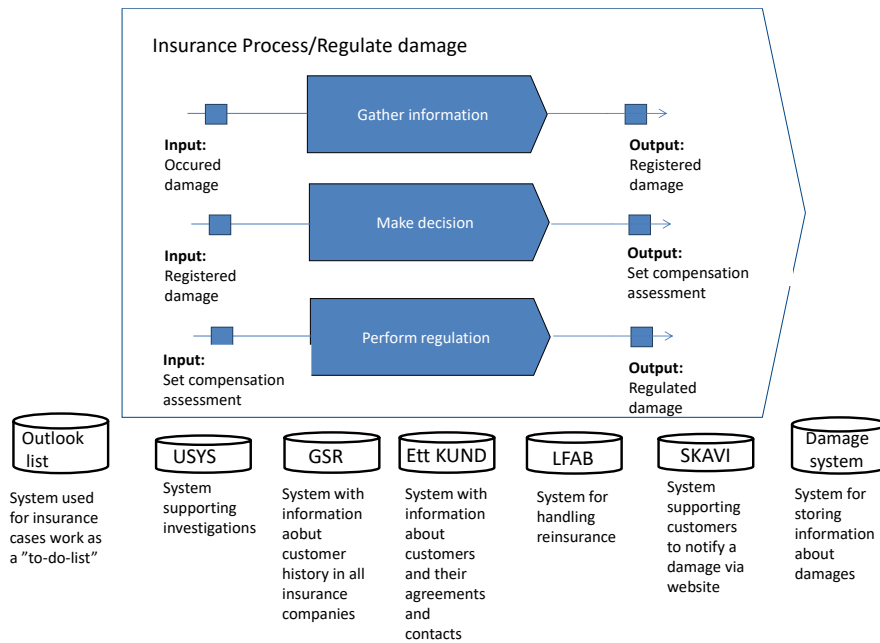 Insurance Process/Regulate damage
Gather information
Input:
Occured
damage
Output:
Registered
damage
Make decision
Input:
Registered
damage
Output:
Set compensation
assessment
Perform regulation
Input:
Set compensation
assessment
Output:
Regulated
damage
Outlook
list
System used
for insurance
cases work as
a ”to-do-list”
USYS
System
supporting
investigations
GSR
System with
information
aobut
customer
history in all
insurance
companies
Ett KUND
System with
information
about
customers
and their
agreements
and
contacts
LFAB
System for
handling
reinsurance
SKAVI
System
supporting
customers
to notify a
damage via
website
Damage
system
System for
storing
information
about
damages